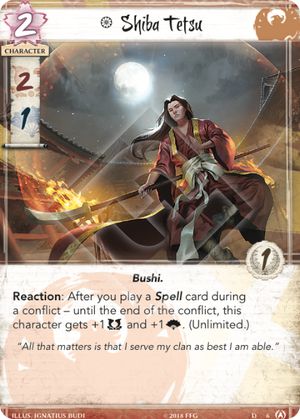 2
Shiba Tetsu
CHARACTER
2
1
1
Bushi.
Reaction: After you play a Spell card during
a conflict – until the end of the conflict, this
character gets +1 and +1. (Unlimited.)
"All that matters is that I serve my clan as best I am able."
ILLUS. IGNATIUS BUDI
©2018 FFG
D 6